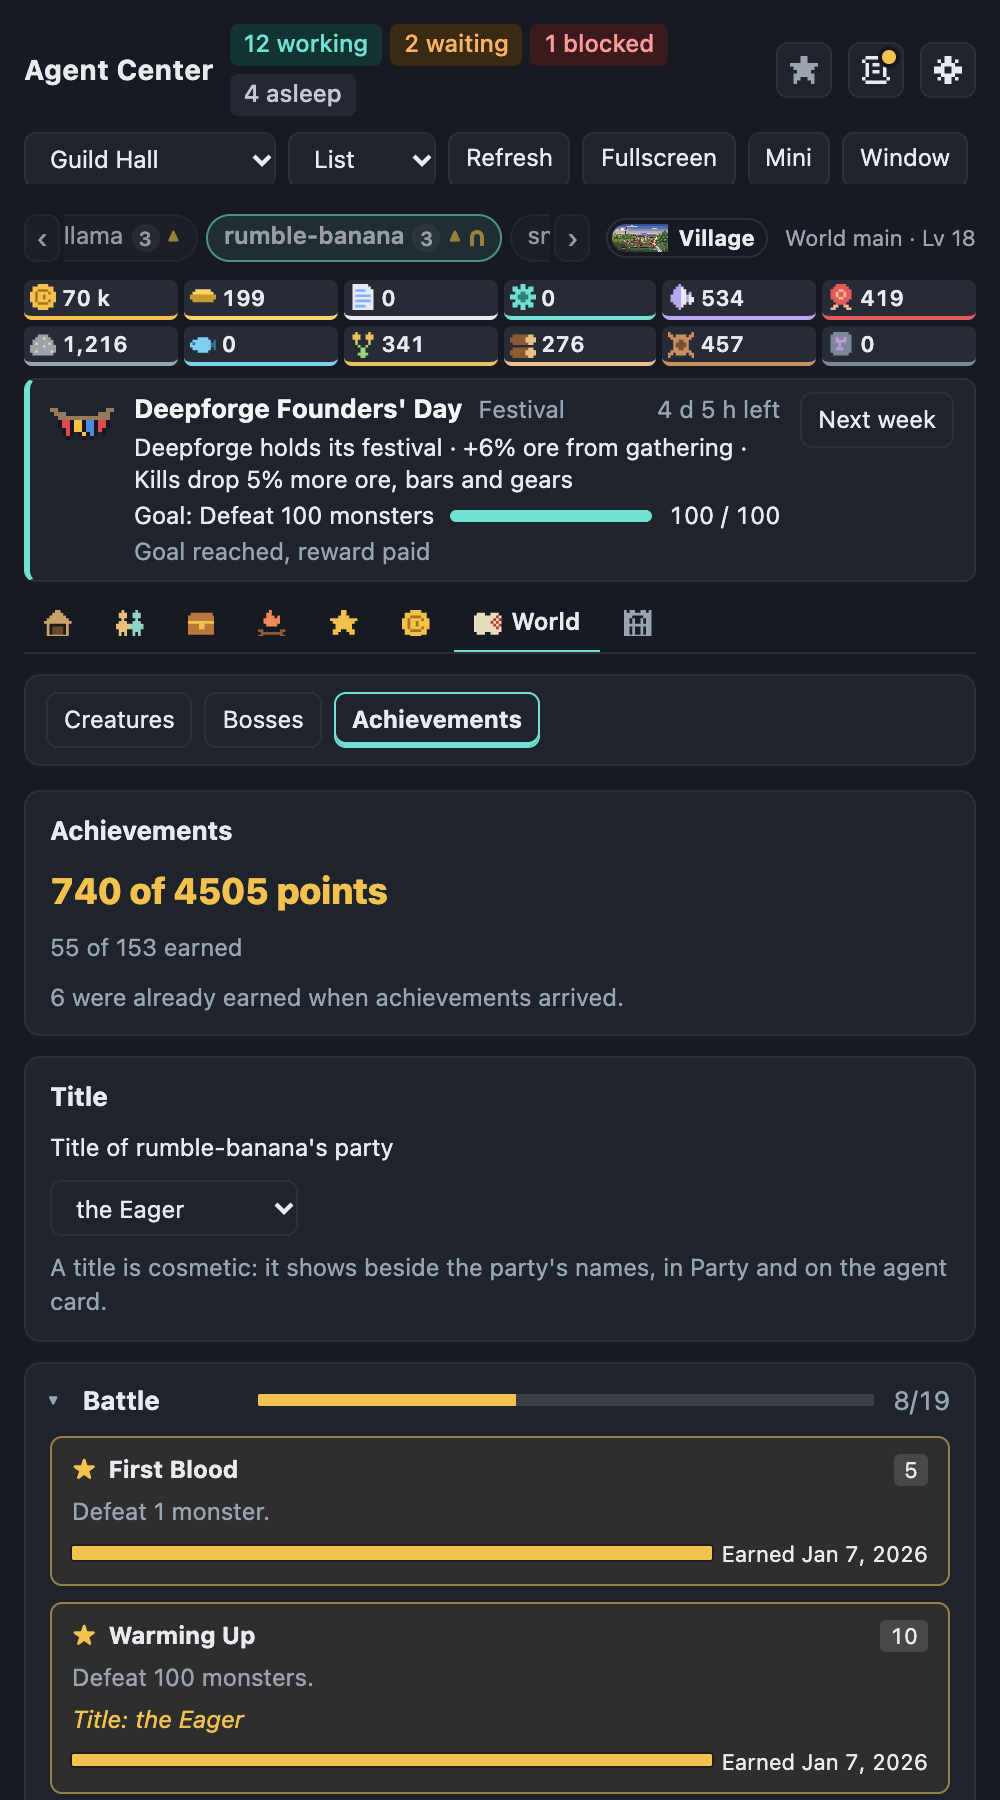 Agent Center
12 working
2 waiting
1 blocked
4 asleep
Guild Hall
List
Refresh
Fullscreen
Mini
Window
llama 3
rumble-banana 3
Village
World main · Lv 18
70 k
199
0
0
534
419
1,216
0
341
276
457
0
Deepforge Founders' Day Festival 4 d 5 h left
Next week
Deepforge holds its festival · +6% ore from gathering ·
Kills drop 5% more ore, bars and gears
Goal: Defeat 100 monsters 100 / 100
Goal reached, reward paid
World
Creatures
Bosses
Achievements
Achievements
740 of 4505 points
55 of 153 earned
6 were already earned when achievements arrived.
Title
Title of rumble-banana's party
the Eager
A title is cosmetic: it shows beside the party's names, in Party and on the agent
card.
Battle 8/19
First Blood 5
Defeat 1 monster.
Earned Jan 7, 2026
Warming Up 10
Defeat 100 monsters.
Title: the Eager
Earned Jan 7, 2026